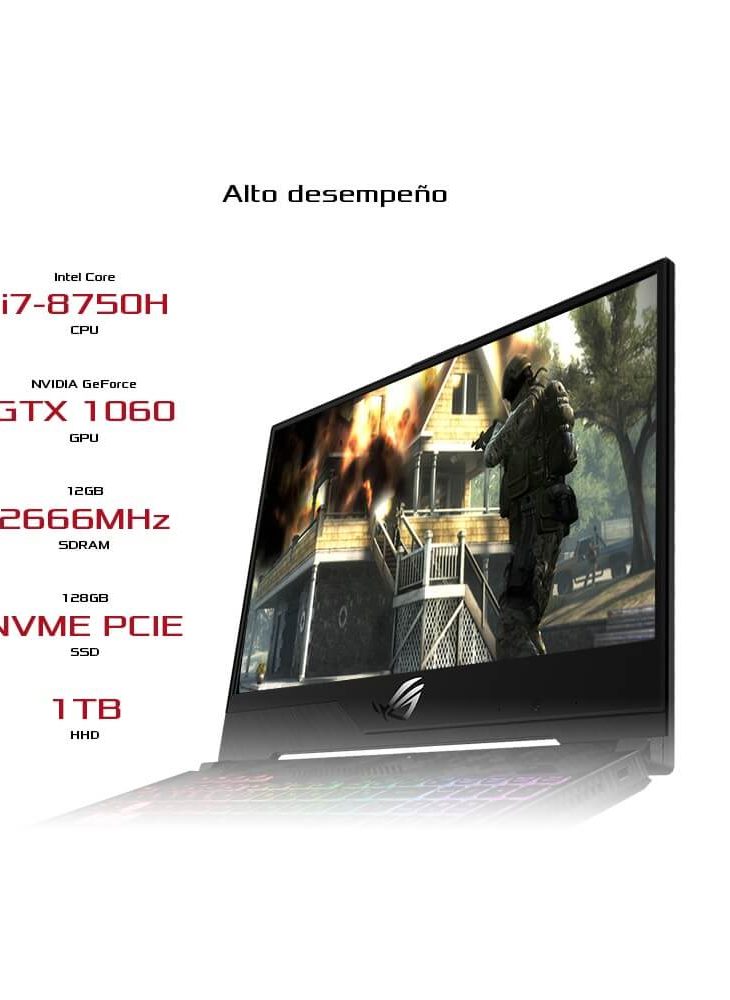 Alto desempeño
Intel Core
i7-8750H
CPU
NVIDIA GeForce
GTX 1060
GPU
12GB
2666MHz
SDRAM
128GB
NVME PCIE
SSD
1TB
HHD